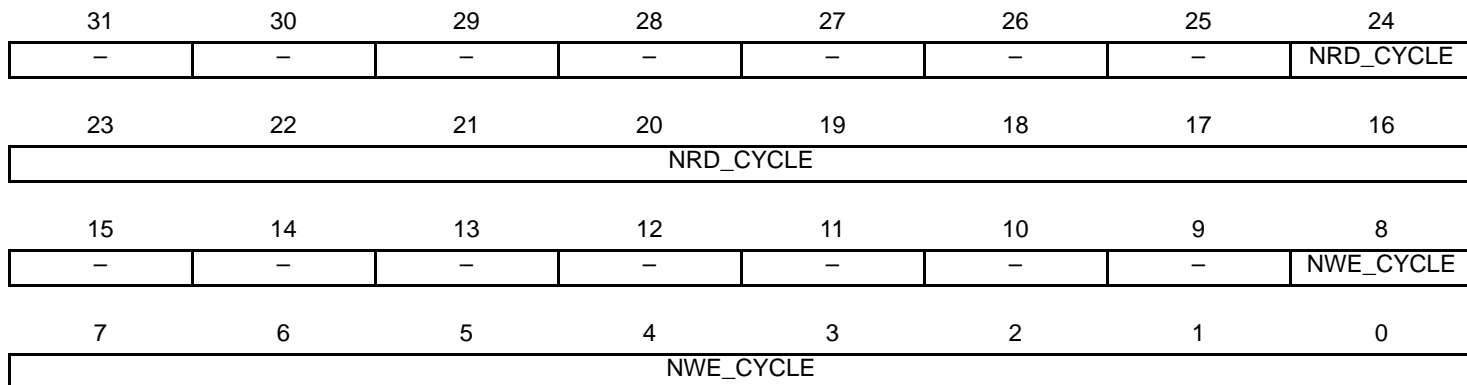 31 30 29 28 27 26 25 24
– – – – – – – NRD_CYCLE
23 22 21 20 19 18 17 16
NRD_CYCLE
15 14 13 12 11 10 9 8
– – – – – – – NWE_CYCLE
7 6 5 4 3 2 1 0
NWE_CYCLE